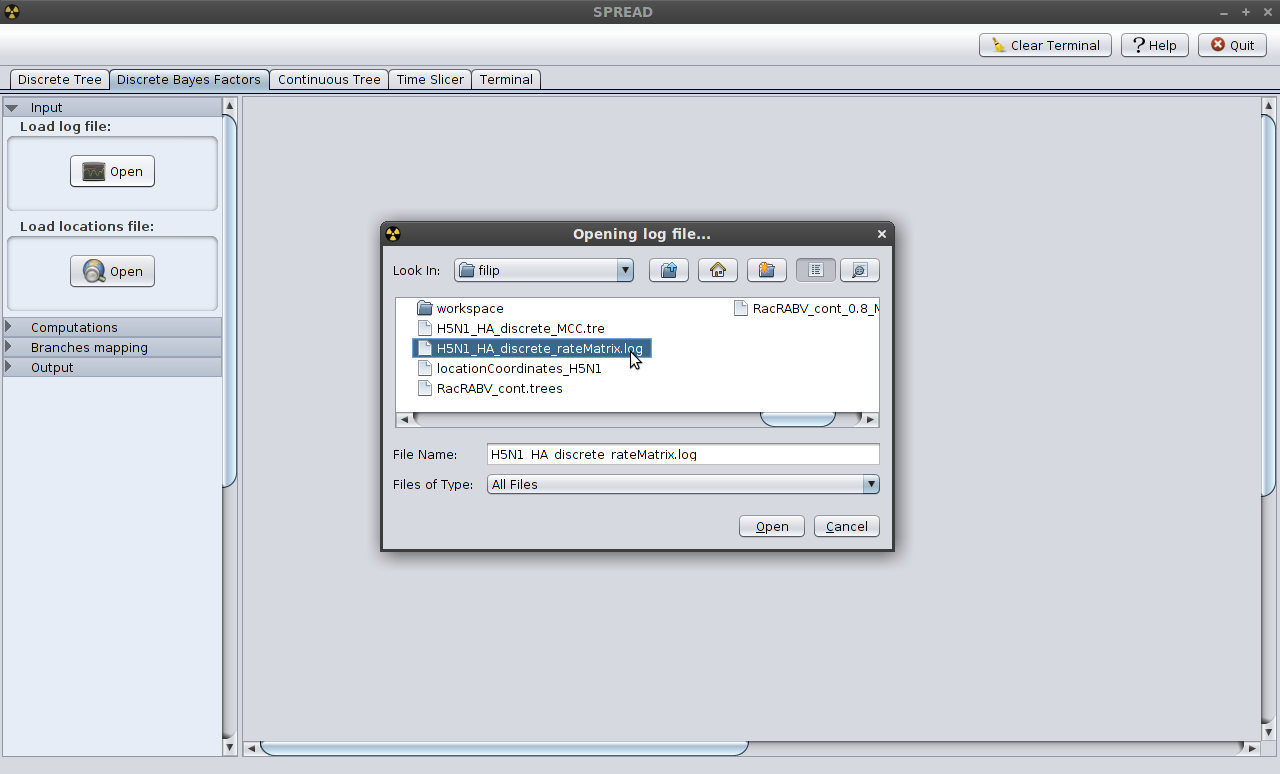 SPREAD
Clear Terminal
Help
Quit
Discrete Tree
Discrete Bayes Factors
Continuous Tree
Time Slicer
Terminal
Input
Load log file:
Open
Load locations file:
Open
Computations
Branches mapping
Output
Opening log file...
Look In:
filip
workspace
H5N1_HA_discrete_MCC.tre
H5N1_HA_discrete_rateMatrix.log
locationCoordinates_H5N1
RacRABV_cont.trees
RacRABV_cont_0.8_M
File Name:
H5N1_HA_discrete_rateMatrix.log
Files of Type:
All Files
Open
Cancel